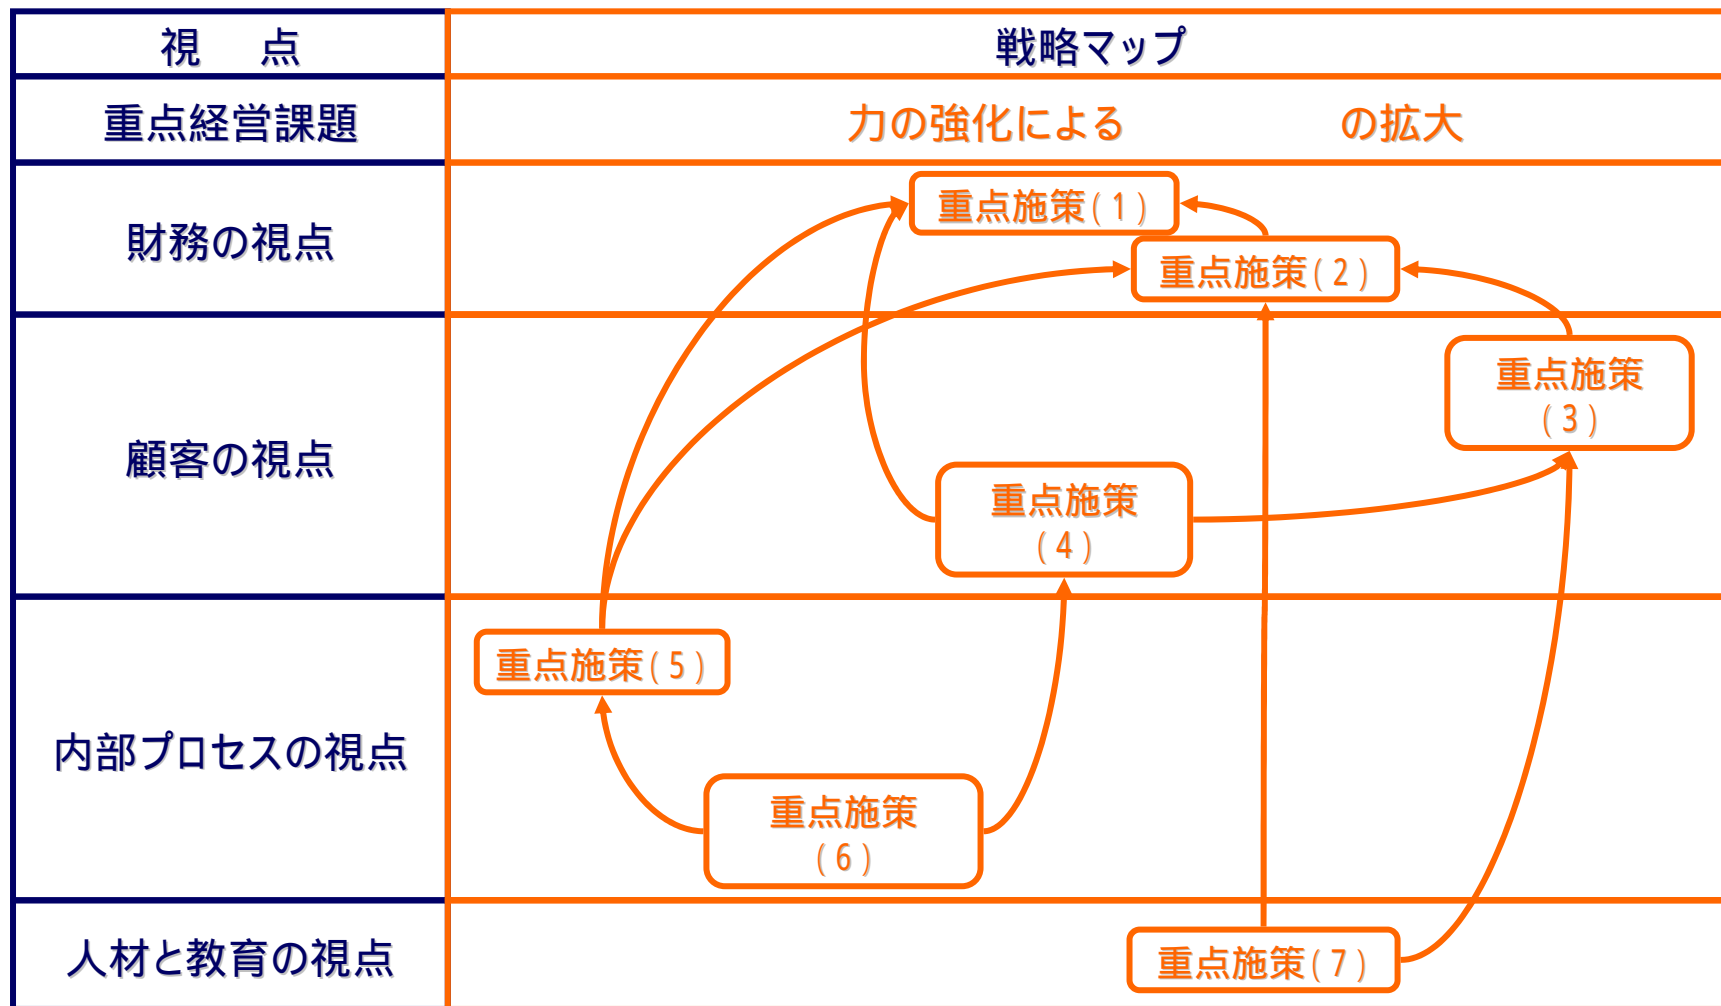 視　点
戦略マップ
重点経営課題
力の強化による　　　　　の拡大
財務の視点
重点施策(1)
重点施策(2)
顧客の視点
重点施策
(3)
重点施策
(4)
内部プロセスの視点
重点施策(5)
重点施策
(6)
人材と教育の視点
重点施策(7)